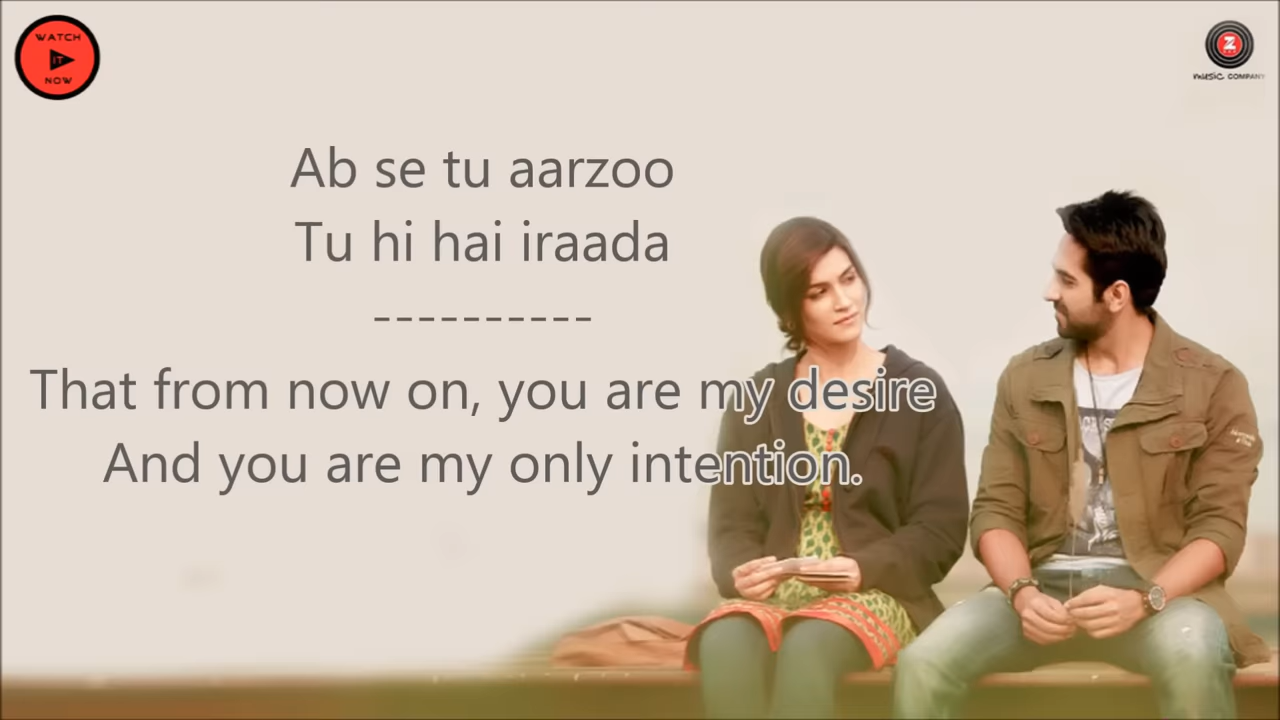 WATCH
IT
NOW
Z
music COMPANY
Ab se tu aarzoo
Tu hi hai iraada
----------
That from now on, you are my desire
And you are my only intention.